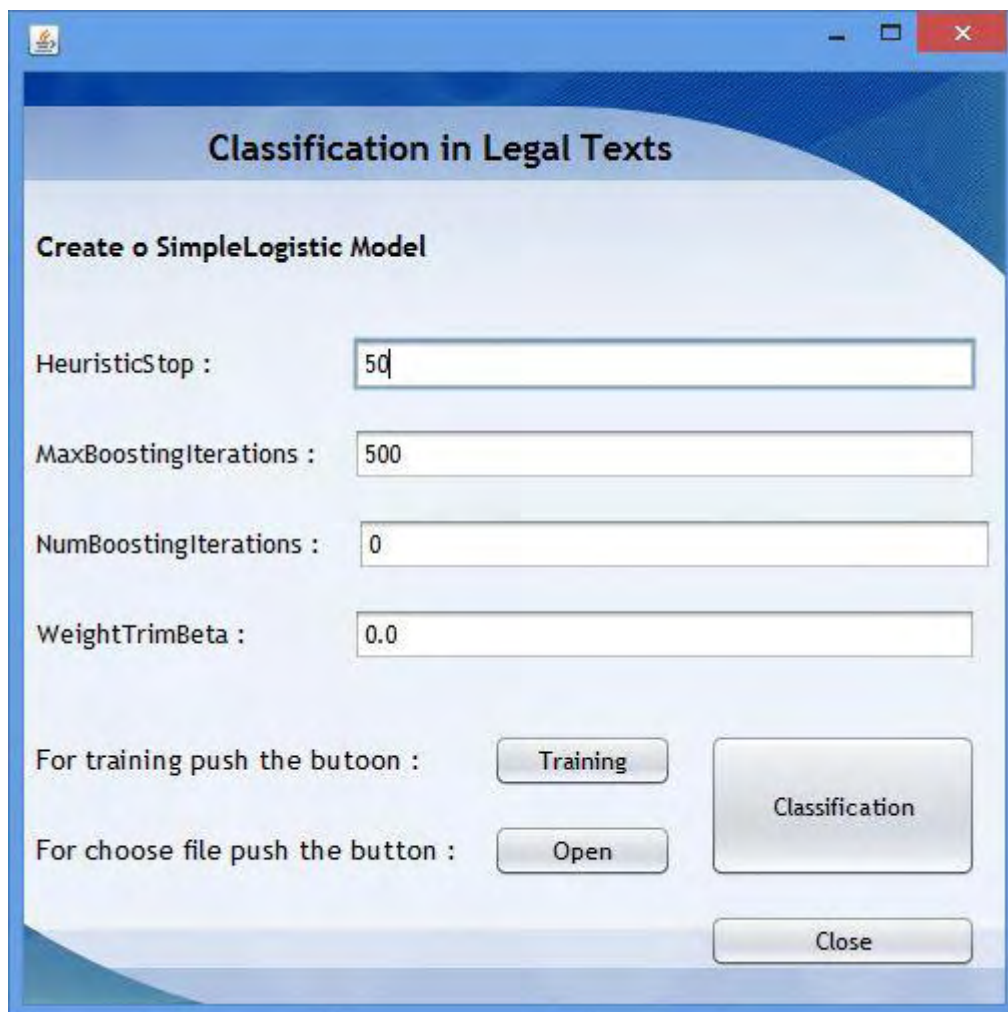 Classification in Legal Texts
Create o SimpleLogistic Model
HeuristicStop : 50
MaxBoostingIterations : 500
NumBoostingIterations : 0
WeightTrimBeta : 0.0
For training push the butoon : Training
Classification
For choose file push the button : Open
Close